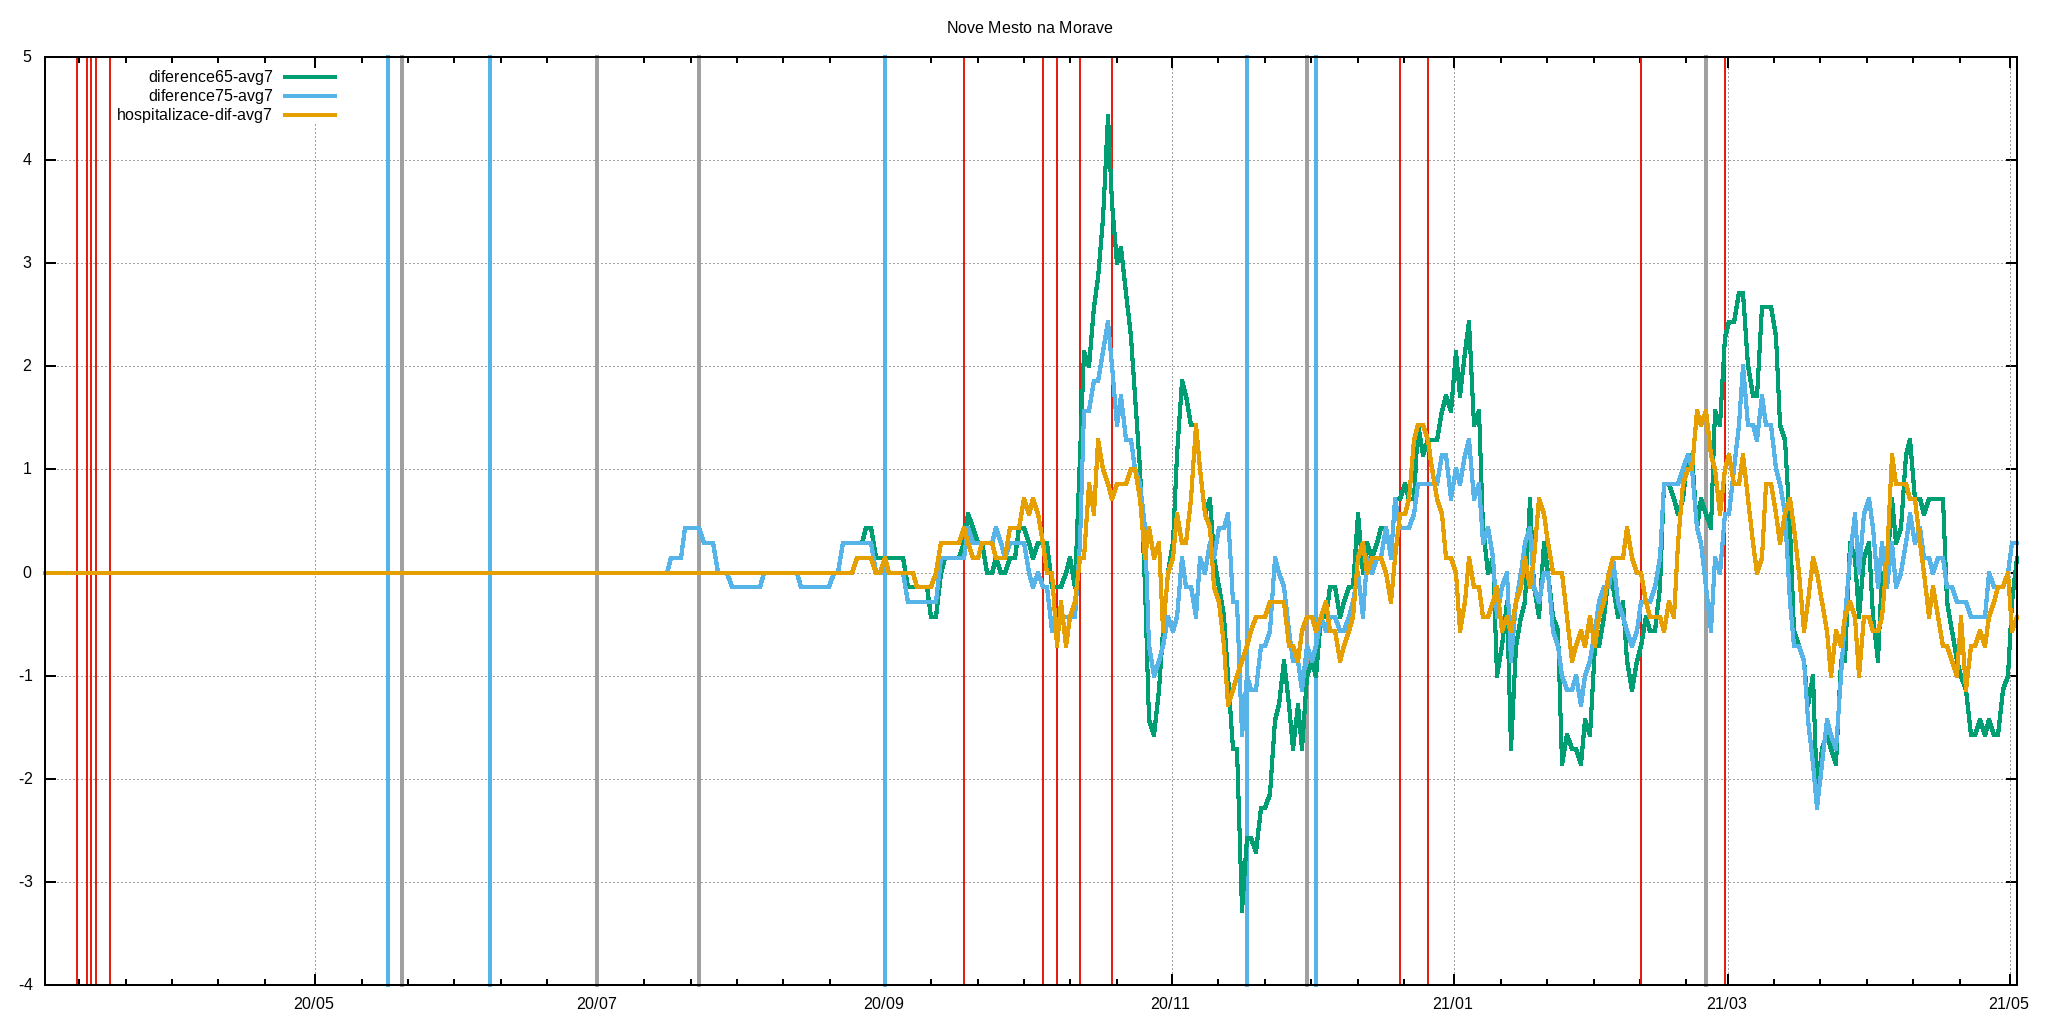 Nove Mesto na Morave
diference65-avg7
diference75-avg7
hospitalizace-dif-avg7
5
4
3
2
1
0
-1
-2
-3
-4
20/05 20/07 20/09 20/11 21/01 21/03 21/05